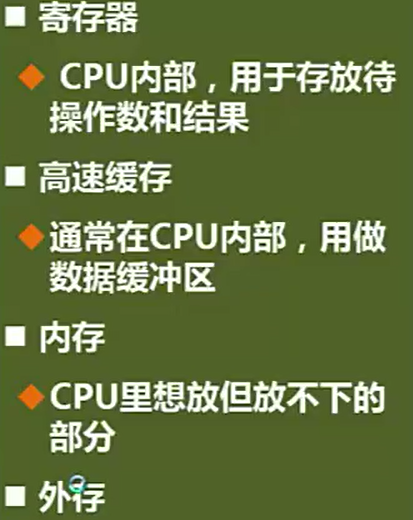 寄存器
CPU内部，用于存放待
操作数和结果
高速缓存
通常在CPU内部，用做
数据缓冲区
内存
CPU里想放但放不下的
部分
外存